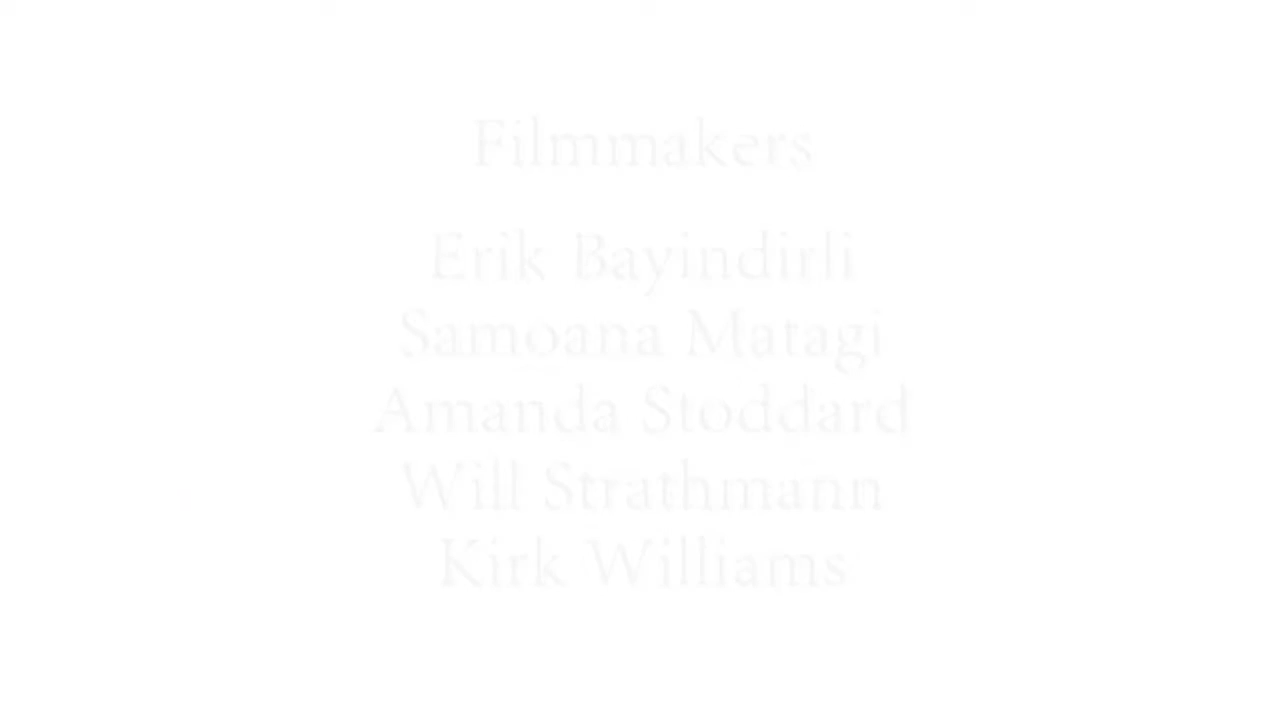 Filmmakers
Erik Bayindirli
Samoana Matagi
Amanda Stoddard
Will Strathmann
Kirk Williams